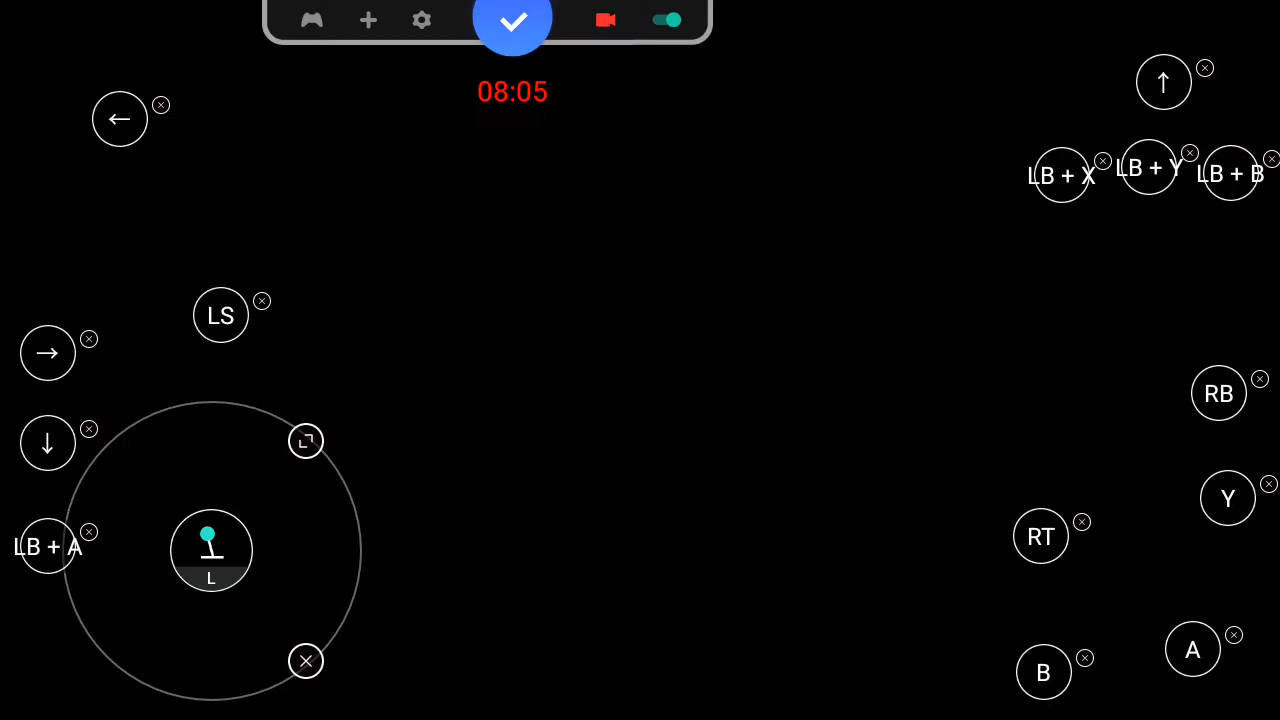 08:05
↑
←
LB + X
LB + Y
LB + B
LS
→
RB
↓
Y
RT
LB + A
L
A
B